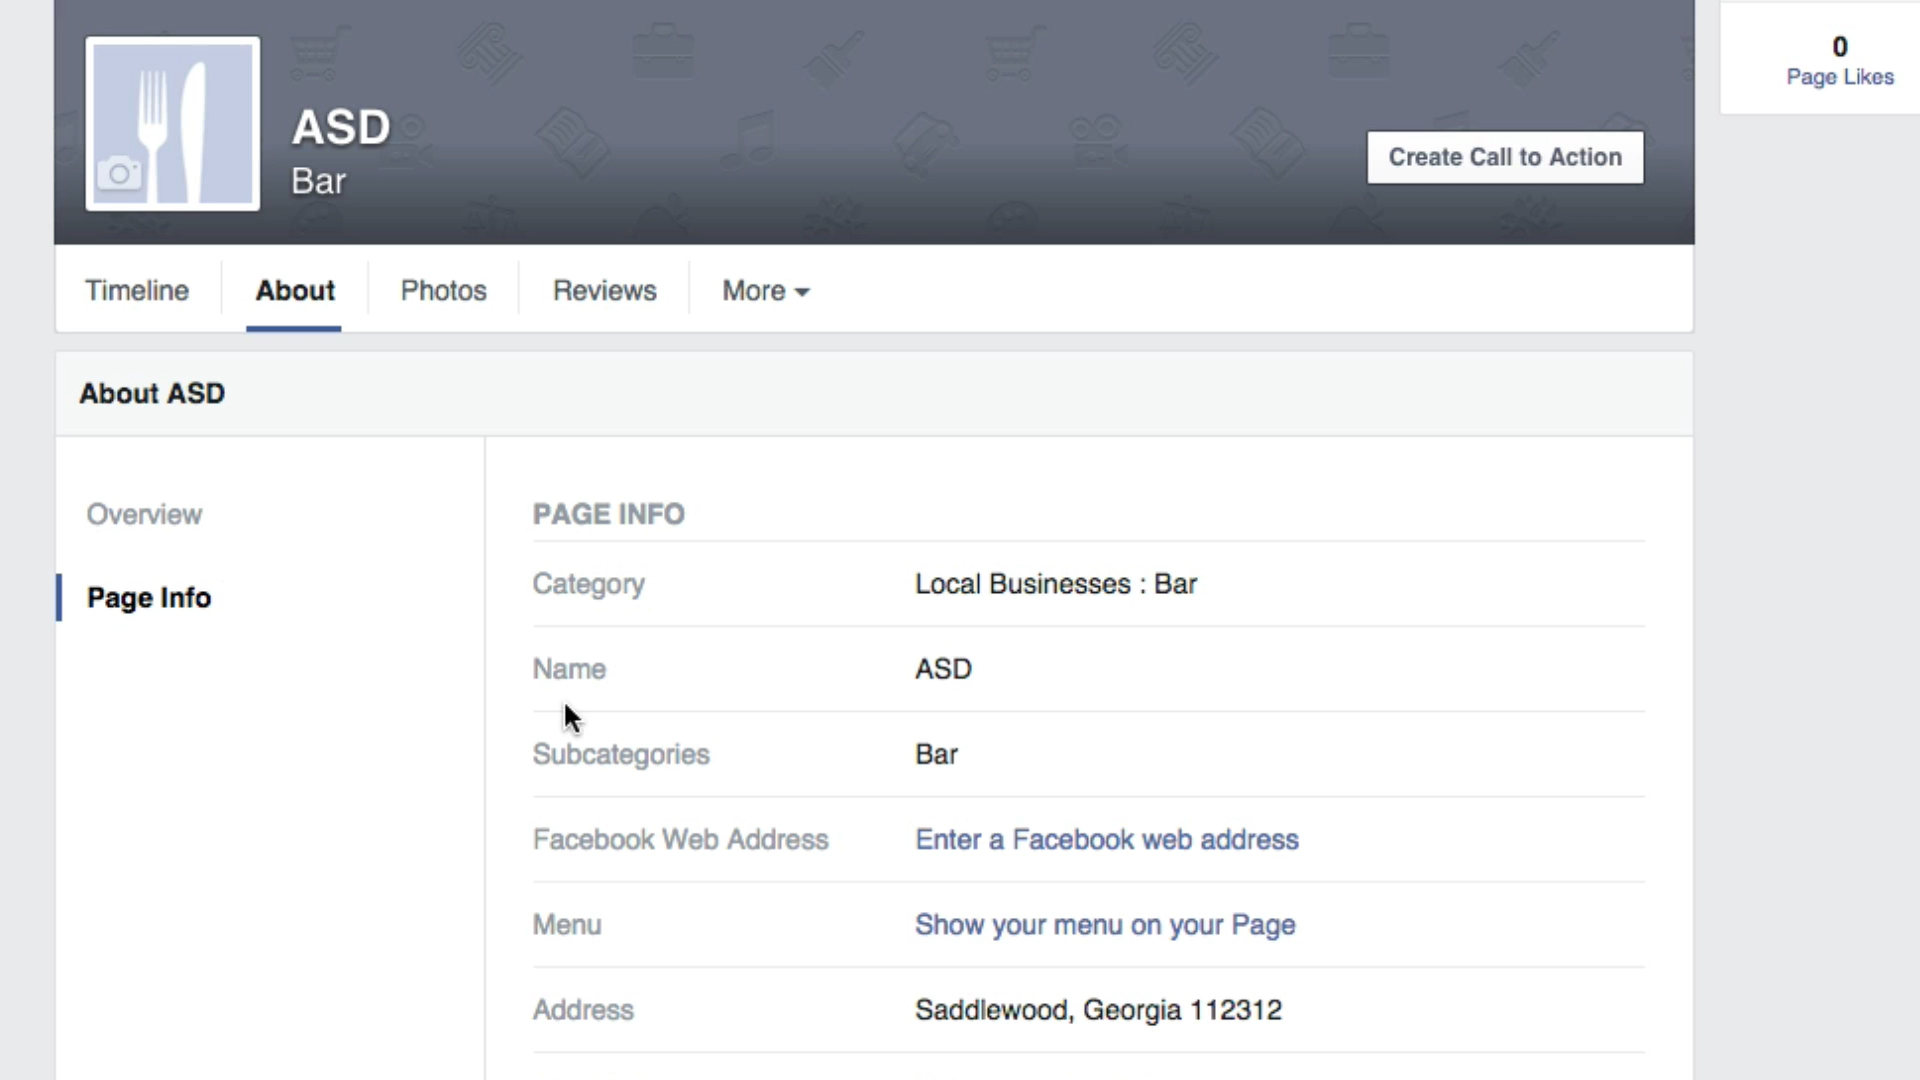 0
Page Likes
ASD
Bar
Create Call to Action
Timeline
About
Photos
Reviews
More
About ASD
Overview
Page Info
PAGE INFO
Category
Local Businesses : Bar
Name
ASD
Subcategories
Bar
Facebook Web Address
Enter a Facebook web address
Menu
Show your menu on your Page
Address
Saddlewood, Georgia 112312